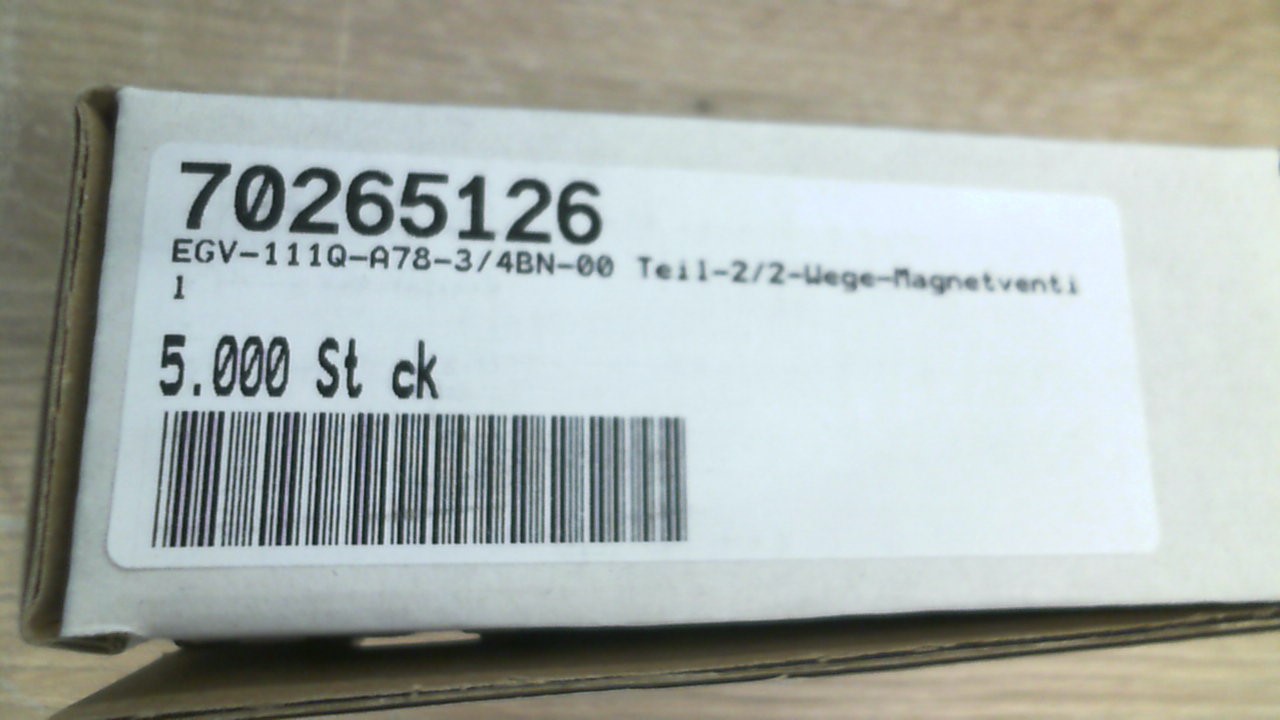 70265126
EGV-111Q-A78-3/4BN-00 Teil-2/2-Wege-Magnetventi
l
5.000 St ck